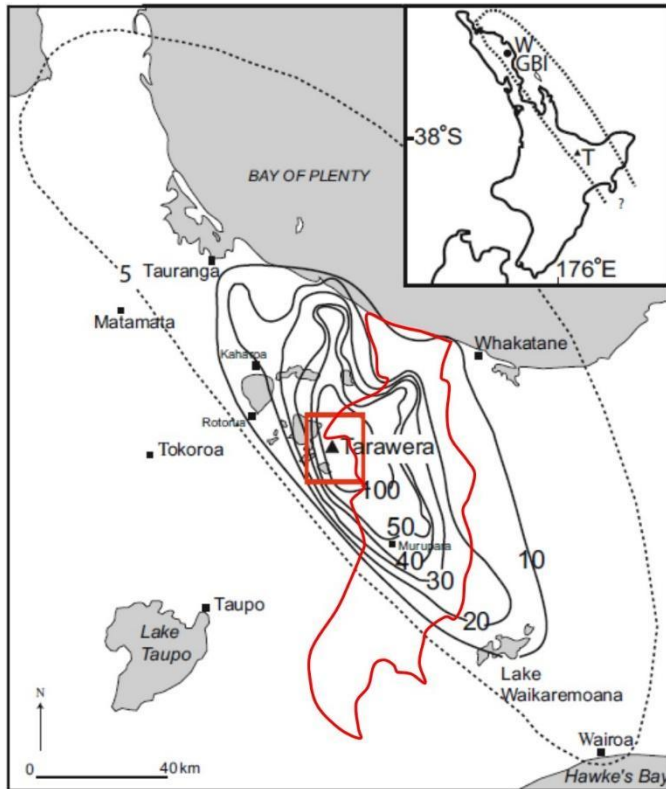 W
GBI
38°S
T
?
176°E
BAY OF PLENTY
5
Tauranga
Matamata
Whakatane
Kaharoa
Rotorua
Tokoroa
Tarawera
100
50
Murupara
40
30
10
20
Taupo
Lake
Taupo
Lake
Waikaremoana
N
0 40 km
Wairoa
Hawke's Bay